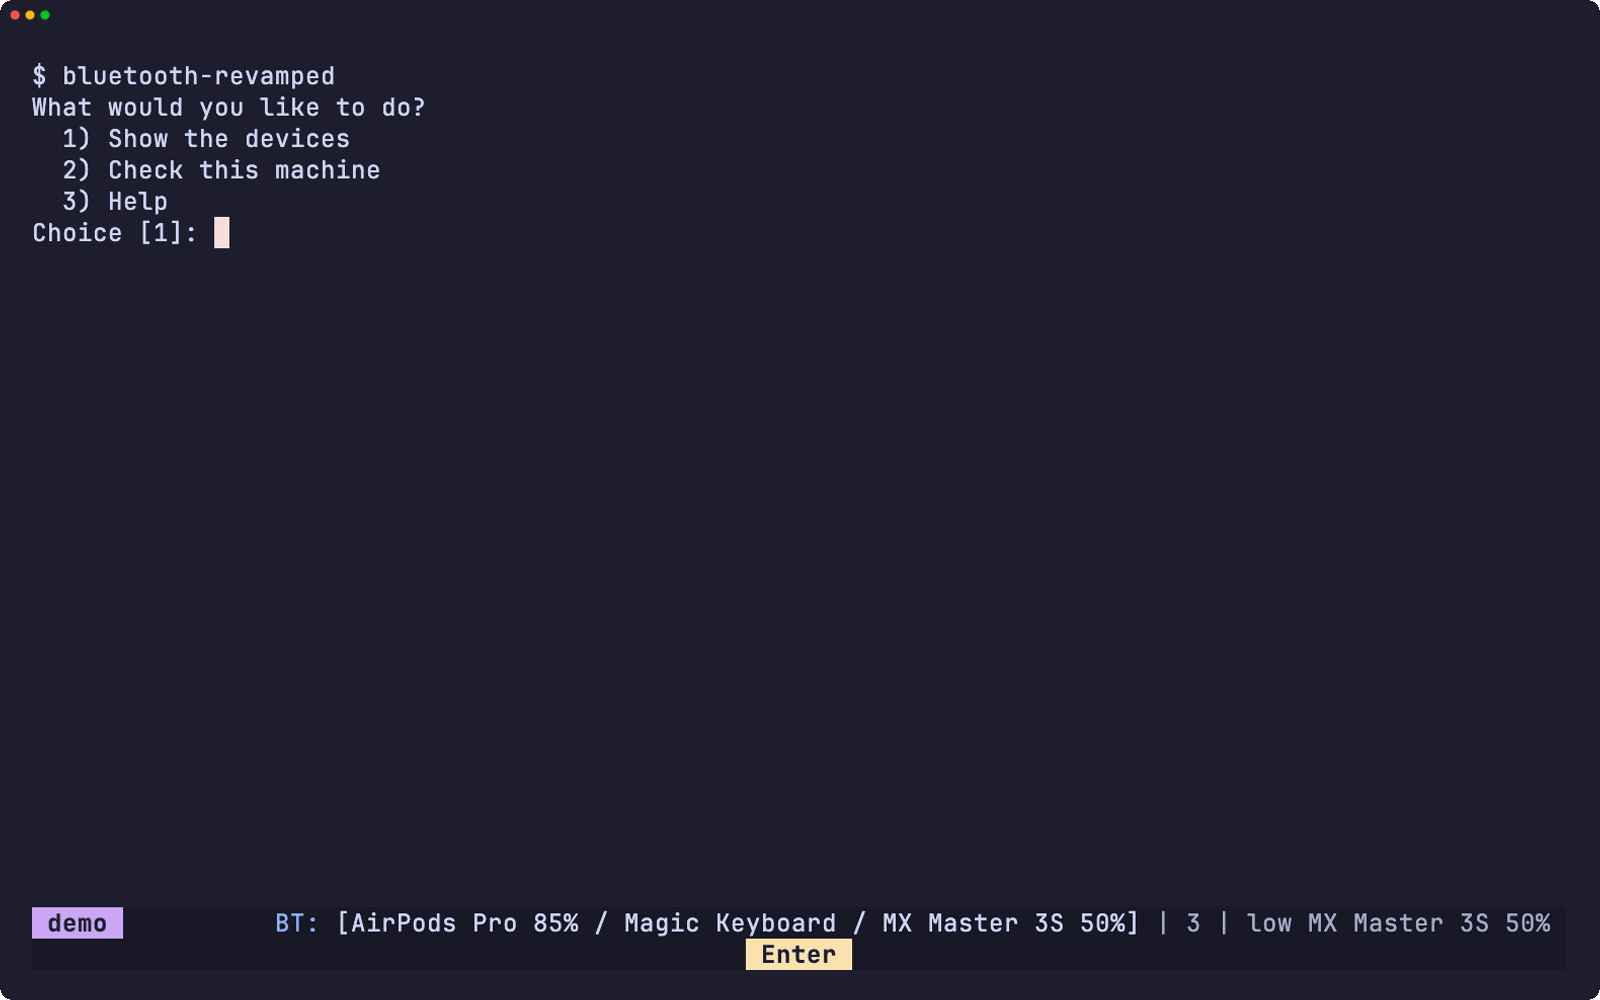 $ bluetooth-revamped
What would you like to do?
  1) Show the devices
  2) Check this machine
  3) Help
Choice [1]:
demo BT: [AirPods Pro 85% / Magic Keyboard / MX Master 3S 50%] | 3 | low MX Master 3S 50%
Enter